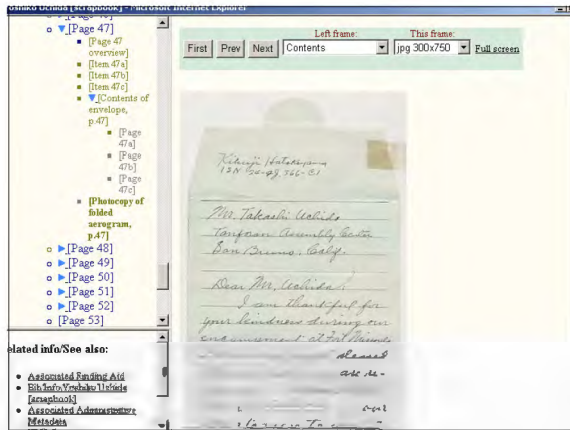 oshiko Uchida [scrapbook] - Microsoft Internet Explorer
[Page 47]
[Page 47
overview]
[Item 47a]
[Item 47b]
[Item 47c]
[Contents of
envelope,
p.47]
[Page
47a]
[Page
47b]
[Page
47c]
[Photocopy of
folded
aerogram,
p.47]
[Page 48]
[Page 49]
[Page 50]
[Page 51]
[Page 52]
[Page 53]
elated info/See also:
Associated Finding Aid
Bib Info Yoshiko Uchida
[scrapbook]
Associated Administrative
Metadata
Left frame:
This frame:
First Prev Next Contents jpg 300x750 Full screen
Mr. Takashi Uchida
Tanforan Assembly Center
San Bruno, Calif.
Dear Mr. Uchida:
I am thankful for
your kindness during our
encampment at Fort
pleased